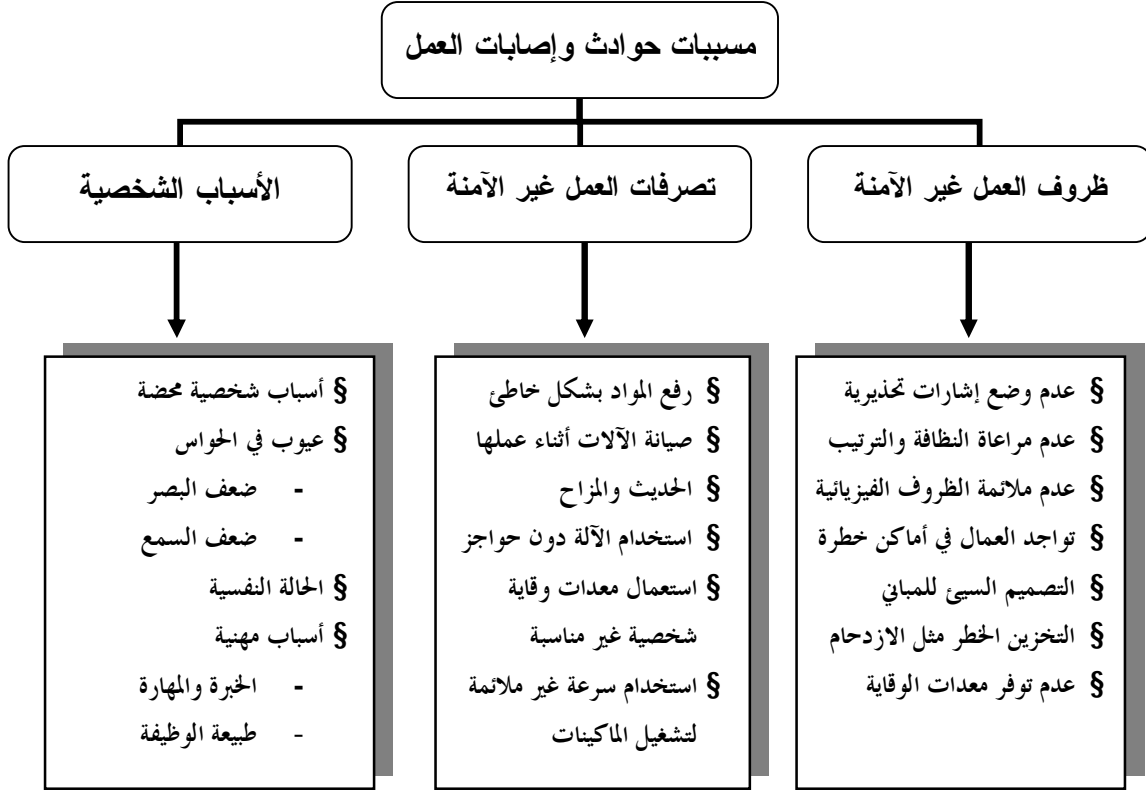 مسببات حوادث وإصابات العمل
ظروف العمل غير الآمنة
§ عدم وضع إشارات تحذيرية
§ عدم مراعاة النظافة والترتيب
§ عدم ملائمة الظروف الفيزيائية
§ تواجد العمال في أماكن خطرة
§ التصميم السيئ للمباني
§ التخزين الخطر مثل الازدحام
§ عدم توفر معدات الوقاية
تصرفات العمل غير الآمنة
§ رفع المواد بشكل خاطئ
§ صيانة الآلات أثناء عملها
§ الحديث والمزاح
§ استخدام الآلة دون حواجز
§ استعمال معدات وقاية
شخصية غير مناسبة
§ استخدام سرعة غير ملائمة
لتشغيل الماكينات
الأسباب الشخصية
§ أسباب شخصية محضة
§ عيوب في الحواس
- ضعف البصر
- ضعف السمع
§ الحالة النفسية
§ أسباب مهنية
- الخبرة والمهارة
- طبيعة الوظيفة